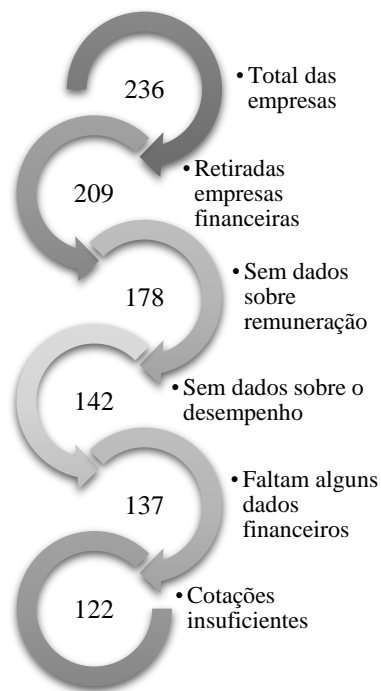 236
• Total das
empresas
209
• Retiradas
empresas
financeiras
178
• Sem dados
sobre
remuneração
142
• Sem dados sobre o
desempenho
137
• Faltam alguns
dados
financeiros
122
• Cotações
insuficientes